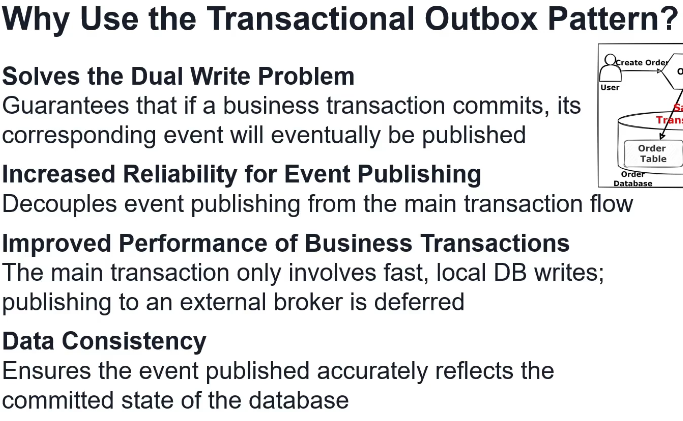 Why Use the Transactional Outbox Pattern?
Solves the Dual Write Problem
Guarantees that if a business transaction commits, its
corresponding event will eventually be published
Increased Reliability for Event Publishing
Decouples event publishing from the main transaction flow
Improved Performance of Business Transactions
The main transaction only involves fast, local DB writes;
publishing to an external broker is deferred
Data Consistency
Ensures the event published accurately reflects the
committed state of the database
Create Order
User
Order
Table
Order
Database